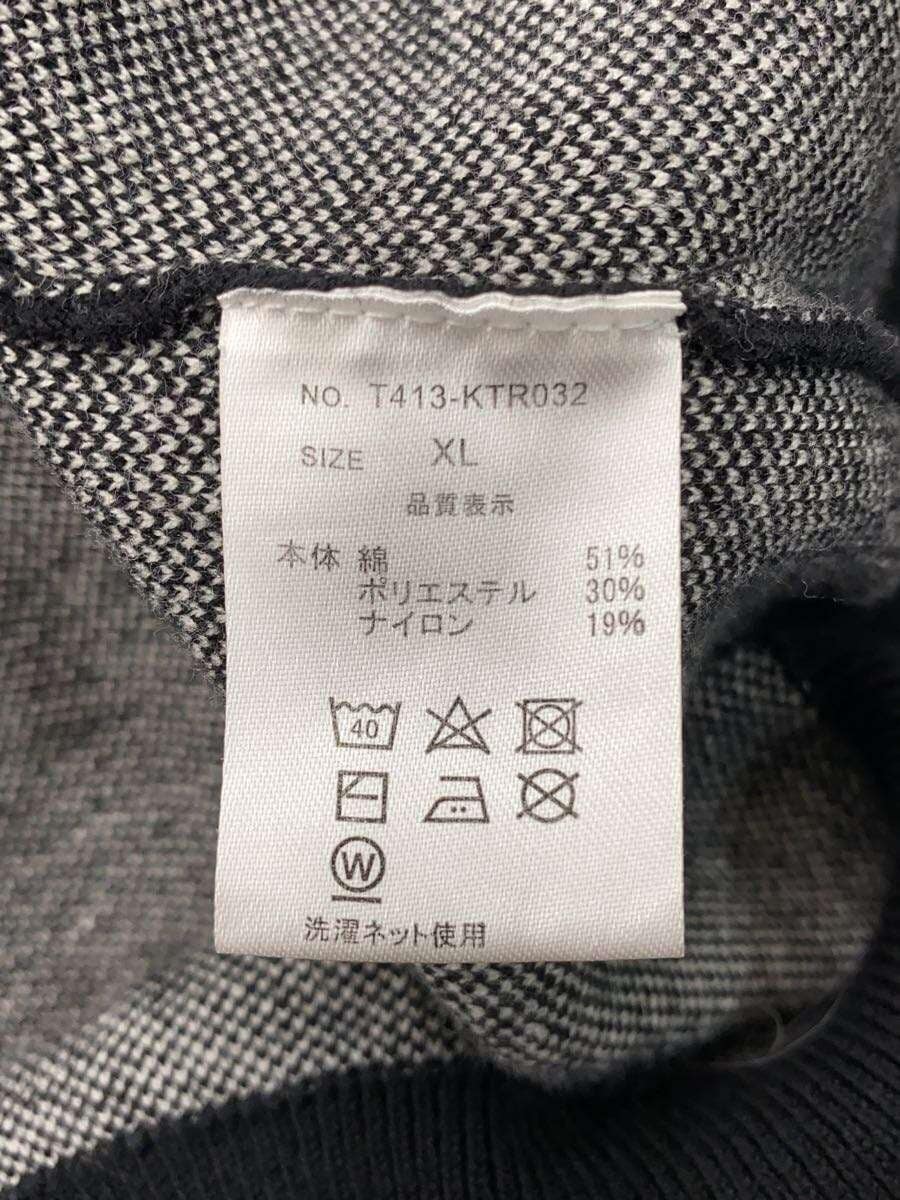 NO. T413-KTR032
SIZE XL
品質表示
本体 綿 51%
ポリエステル 30%
ナイロン 19%
40
W
洗濯ネット使用